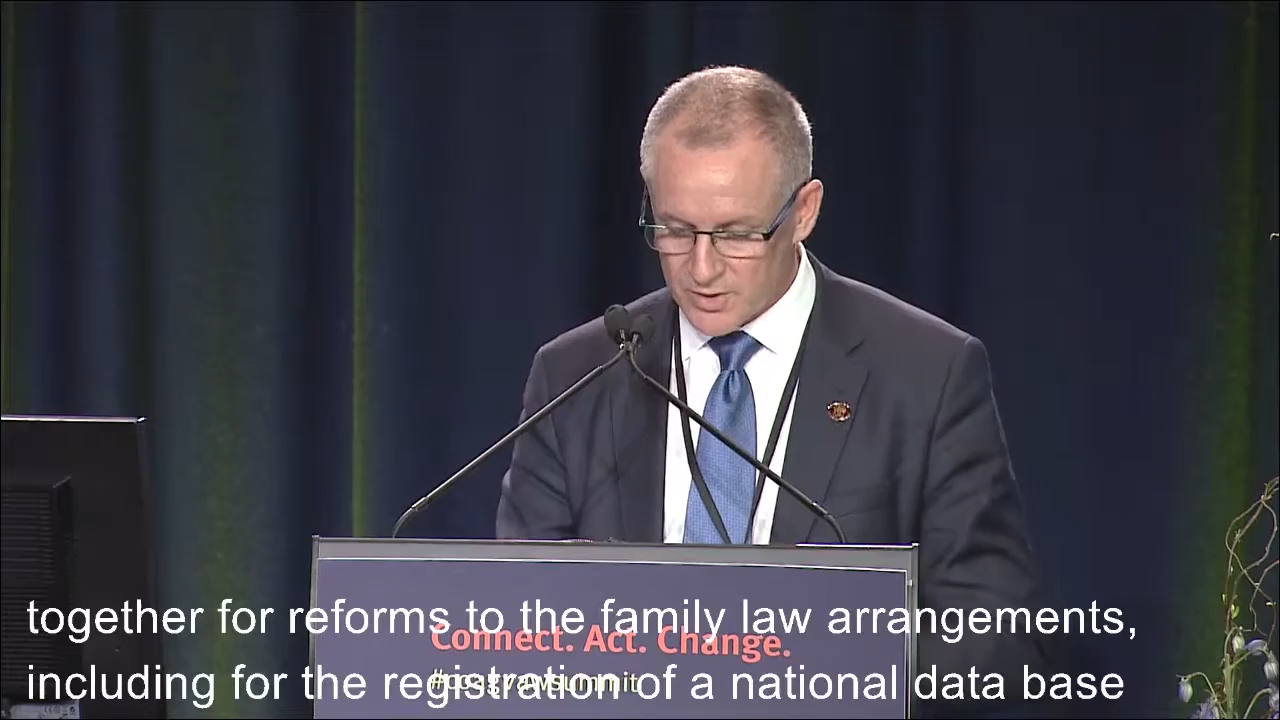 together for reforms to the family law arrangements,
Connect. Act. Change.
including for the registration of a national data base
#coagvawsummit